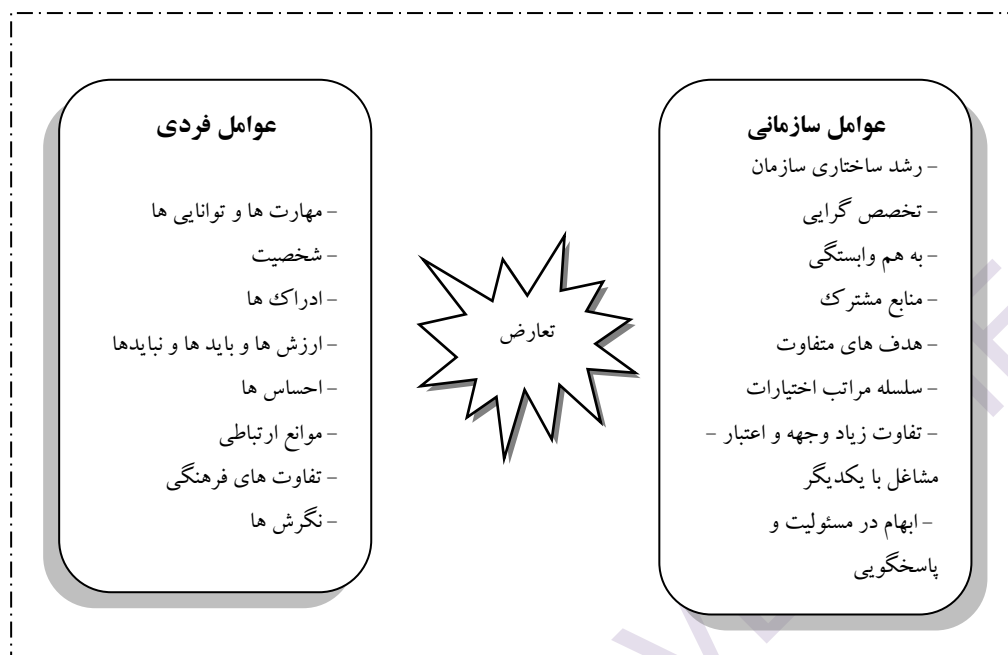 عوامل سازمانی
- رشد ساختاری سازمان
- تخصص گرایی
- به هم وابستگی
- منابع مشترک
- هدف های متفاوت
- سلسله مراتب اختیارات
- تفاوت زیاد وجهه و اعتبار -
مشاغل با یکدیگر
- ابهام در مسئولیت و
پاسخگویی
تعارض
عوامل فردی
- مهارت ها و توانایی ها
- شخصیت
- ادراک ها
- ارزش ها و باید ها و نبایدها
- احساس ها
- موانع ارتباطی
- تفاوت های فرهنگی
- نگرش ها